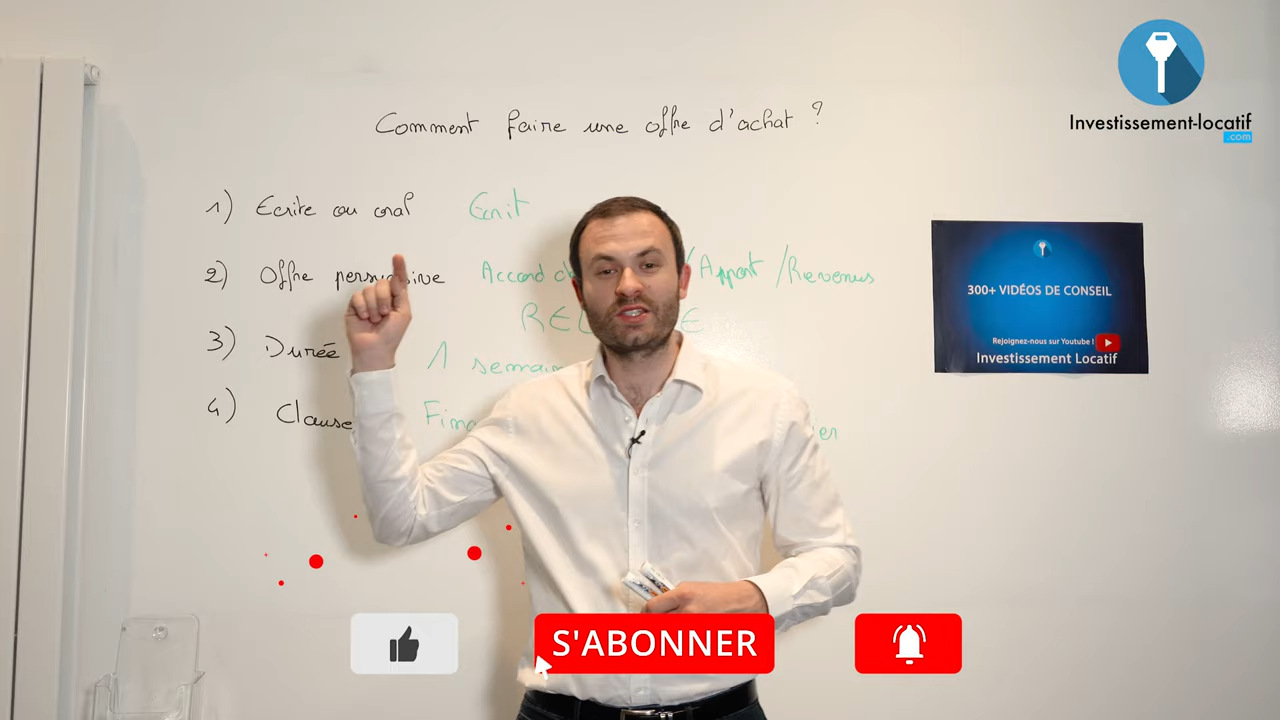 Comment faire une offre d'achat ?
Investissement-locatif
.com
1) Ecrite ou oral Ecrit
2) Offre persuasive Accord / Apport / Revenus
3) Durée 1 semaine
4) Clause
300+ VIDÉOS DE CONSEIL
Rejoignez-nous sur Youtube !
Investissement Locatif
S'ABONNER